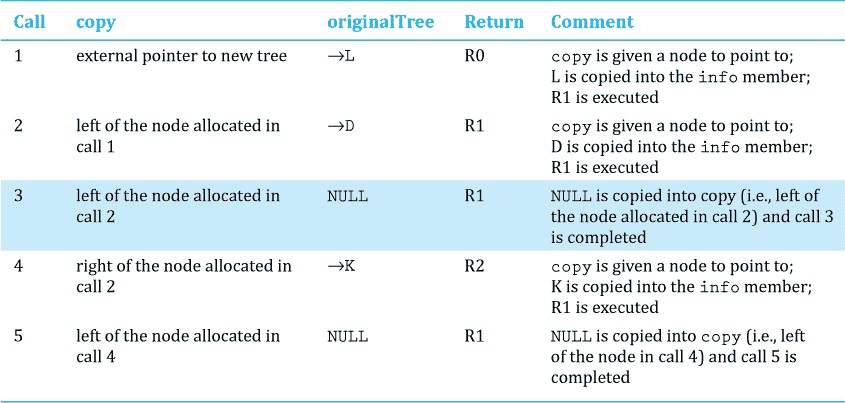 Call copy originalTree Return Comment
1 external pointer to new tree →L R0 copy is given a node to point to;
L is copied into the info member;
R1 is executed
2 left of the node allocated in →D R1 copy is given a node to point to;
call 1 D is copied into the info member;
R1 is executed
3 left of the node allocated in NULL R1 NULL is copied into copy (i.e., left of
call 2 the node allocated in call 2) and call 3
is completed
4 right of the node allocated in →K R2 copy is given a node to point to;
call 2 K is copied into the info member;
R1 is executed
5 left of the node allocated in NULL R1 NULL is copied into copy (i.e., left
call 4 of the node in call 4) and call 5 is
completed